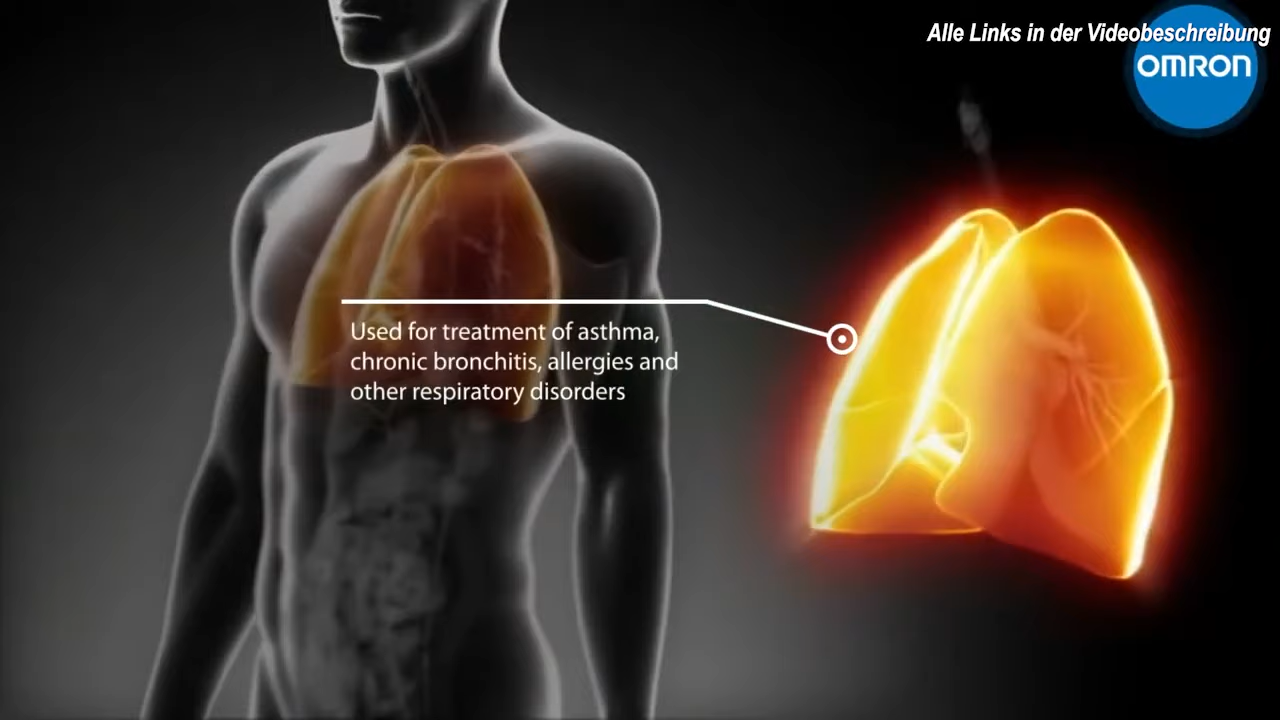 Alle Links in der Videobeschreibung
OMRON
Used for treatment of asthma,
chronic bronchitis, allergies and
other respiratory disorders